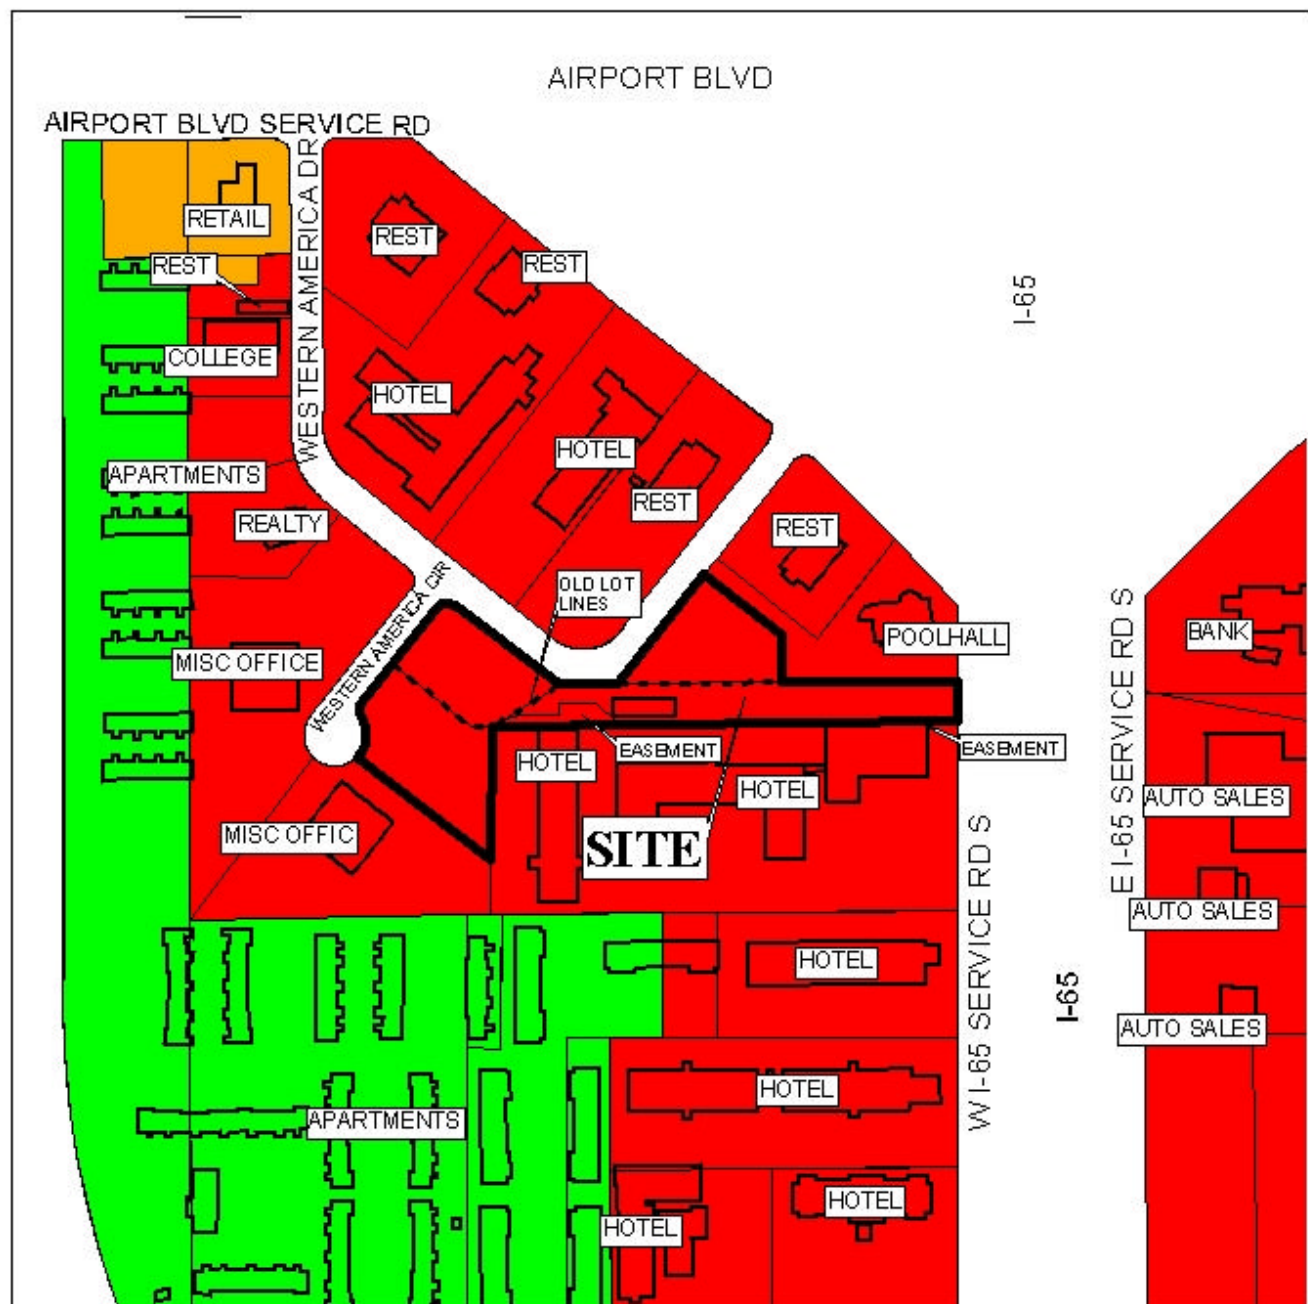 AIRPORT BLVD
AIRPORT BLVD SERVICE RD
WESTERN AMERICA DR
RETAIL
REST
REST
REST
I-65
COLLEGE
HOTEL
HOTEL
APARTMENTS
REST
REALTY
REST
WESTERN AMERICA CIR
OLD LOT
LINES
POOLHALL
BANK
E I-65 SERVICE RD S
MISC OFFICE
EASEMENT
EASEMENT
HOTEL
HOTEL
AUTO SALES
MISC OFFIC
SITE
W I-65 SERVICE RD S
AUTO SALES
HOTEL
I-65
AUTO SALES
HOTEL
APARTMENTS
HOTEL
HOTEL